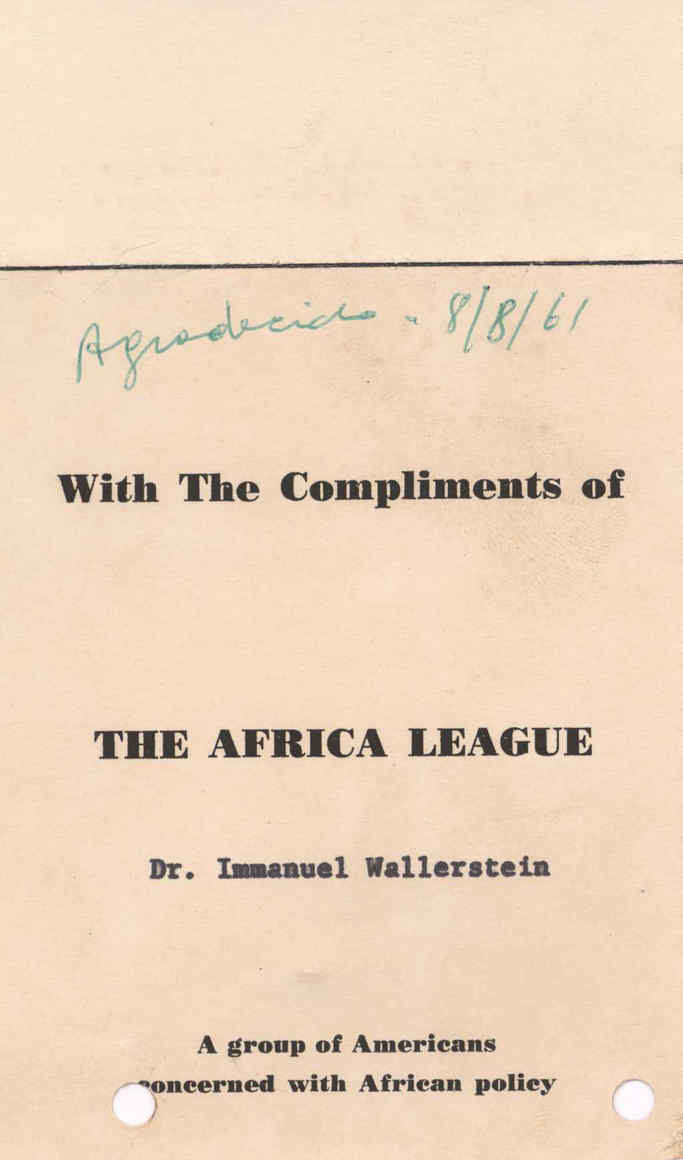 Agradecido - 8/8/61
With The Compliments of
THE AFRICA LEAGUE
Dr. Immanuel Wallerstein
A group of Americans
concerned with African policy